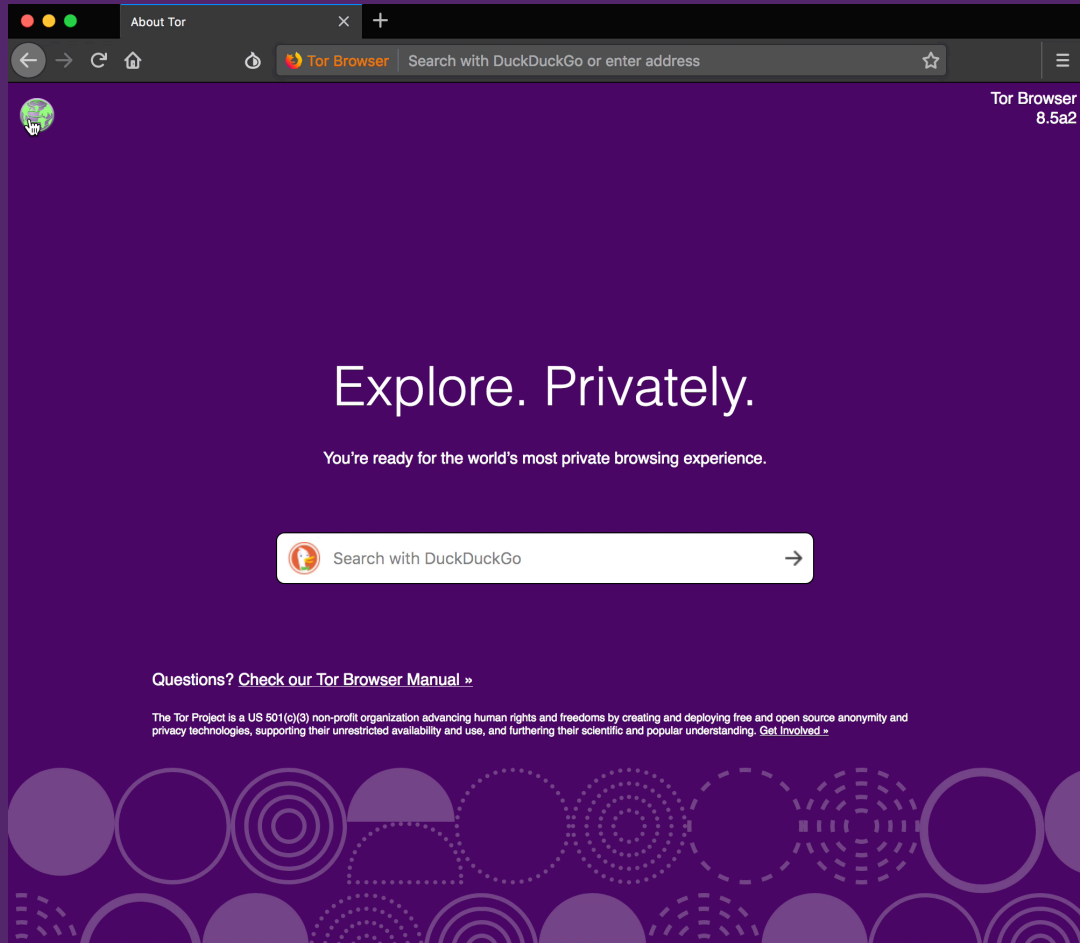 About Tor
Tor Browser
Search with DuckDuckGo or enter address
Tor Browser
8.5a2
Explore. Privately.
You’re ready for the world’s most private browsing experience.
Search with DuckDuckGo
Questions? Check our Tor Browser Manual »
The Tor Project is a US 501(c)(3) non-profit organization advancing human rights and freedoms by creating and deploying free and open source anonymity and
privacy technologies, supporting their unrestricted availability and use, and furthering their scientific and popular understanding. Get Involved »